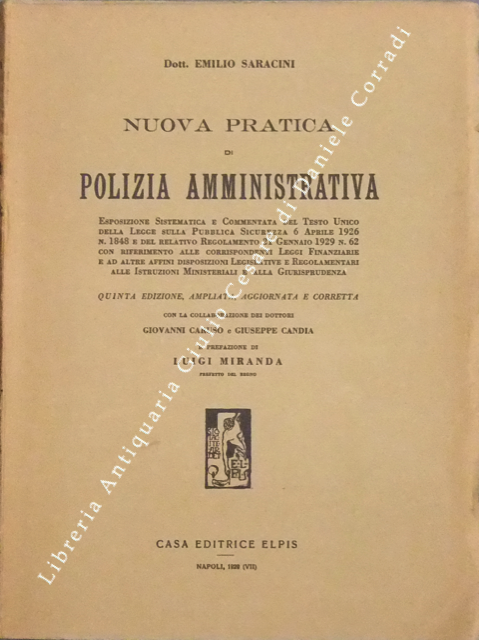 Dott. EMILIO SARACINI
NUOVA PRATICA
DI
POLIZIA AMMINISTRATIVA
ESPOSIZIONE SISTEMATICA E COMMENTATA DEL TESTO UNICO
DELLA LEGGE SULLA PUBBLICA SICUREZZA 6 APRILE 1926
N. 1848 E DEL RELATIVO REGOLAMENTO 21 GENNAIO 1929 N. 62
CON RIFERIMENTO ALLE CORRISPONDENTI LEGGI FINANZIARIE
E AD ALTRE AFFINI DISPOSIZIONI LEGISLATIVE E REGOLAMENTARI
ALLE ISTRUZIONI MINISTERIALI E ALLA GIURISPRUDENZA
QUINTA EDIZIONE, AMPLIATA, AGGIORNATA E CORRETTA
CON LA COLLABORAZIONE DEI DOTTORI
GIOVANNI CARUSO e GIUSEPPE CANDIA
E PREFAZIONE DI
LUIGI MIRANDA
PREFETTO DEL REGNO
CASA EDITRICE ELPIS
NAPOLI, 1929 (VII)
Libreria Antiquaria Giulio Cesare di Daniele Corradi